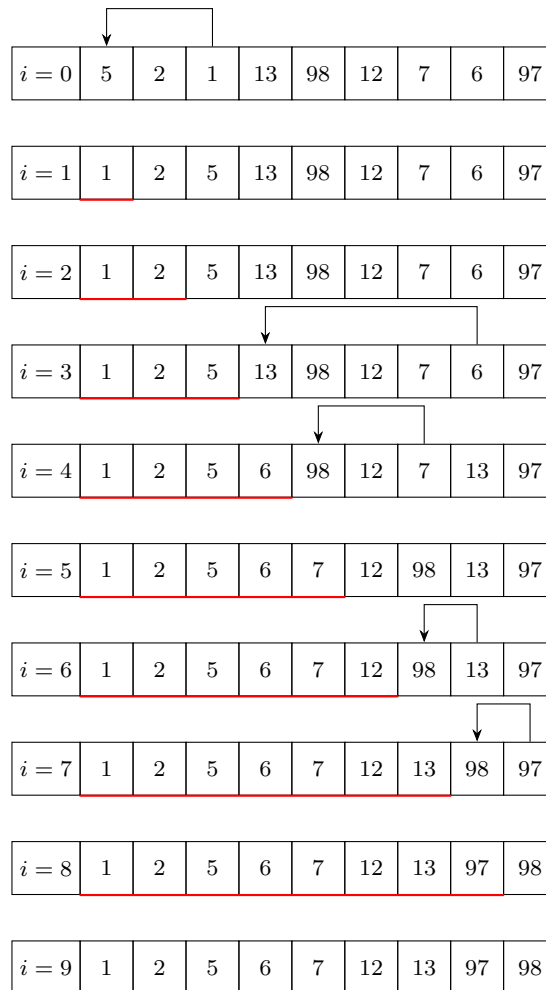 i = 0 5 2 1 13 98 12 7 6 97
i = 1 1 2 5 13 98 12 7 6 97
i = 2 1 2 5 13 98 12 7 6 97
i = 3 1 2 5 13 98 12 7 6 97
i = 4 1 2 5 6 98 12 7 13 97
i = 5 1 2 5 6 7 12 98 13 97
i = 6 1 2 5 6 7 12 98 13 97
i = 7 1 2 5 6 7 12 13 98 97
i = 8 1 2 5 6 7 12 13 97 98
i = 9 1 2 5 6 7 12 13 97 98